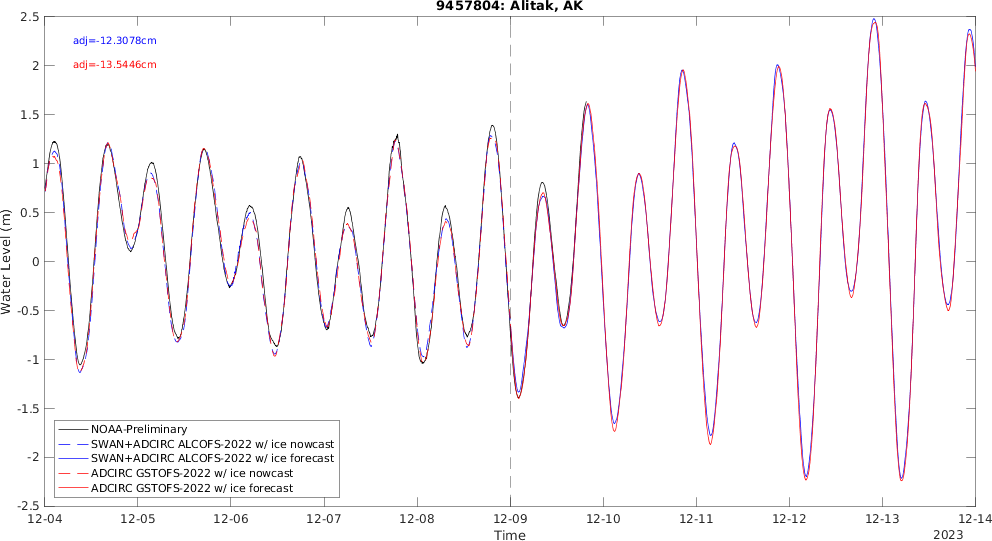 9457804: Alitak, AK
adj=-12.3078cm
adj=-13.5446cm
2.5
2
1.5
1
0.5
0
-0.5
-1
-1.5
-2
-2.5
Water Level (m)
NOAA-Preliminary
SWAN+ADCIRC ALCOFS-2022 w/ ice nowcast
SWAN+ADCIRC ALCOFS-2022 w/ ice forecast
ADCIRC GSTOFS-2022 w/ ice nowcast
ADCIRC GSTOFS-2022 w/ ice forecast
12-04 12-05 12-06 12-07 12-08 12-09 12-10 12-11 12-12 12-13 12-14
Time
2023